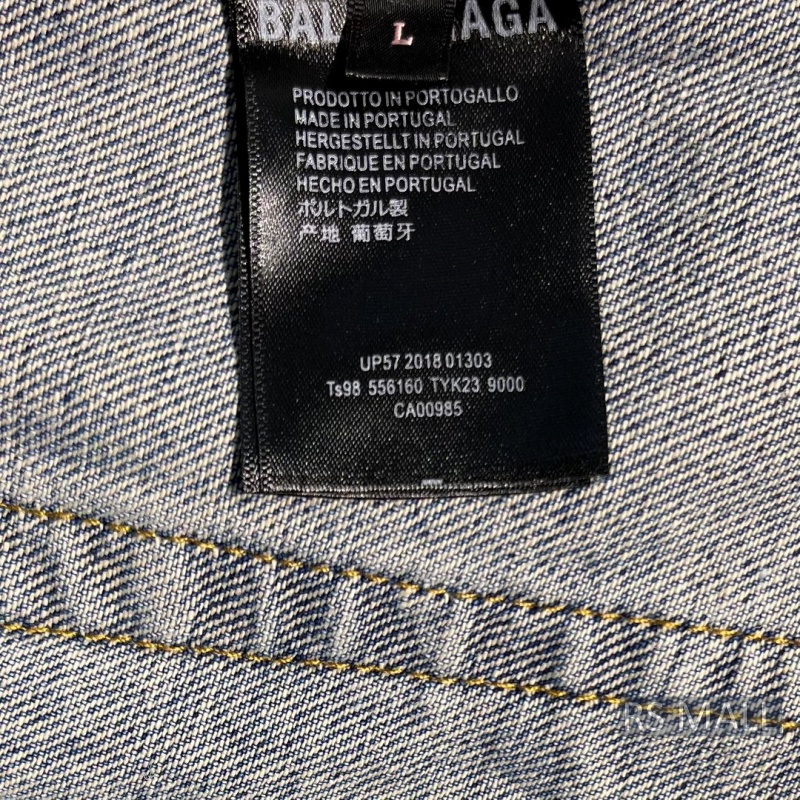 L
PRODOTTO IN PORTOGALLO
MADE IN PORTUGAL
HERGESTELLT IN PORTUGAL
FABRIQUE EN PORTUGAL
HECHO EN PORTUGAL
ポルトガル製
产地 葡萄牙
UP57 2018 01303
Ts98 556160 TYK23 9000
CA00985
RS MALL